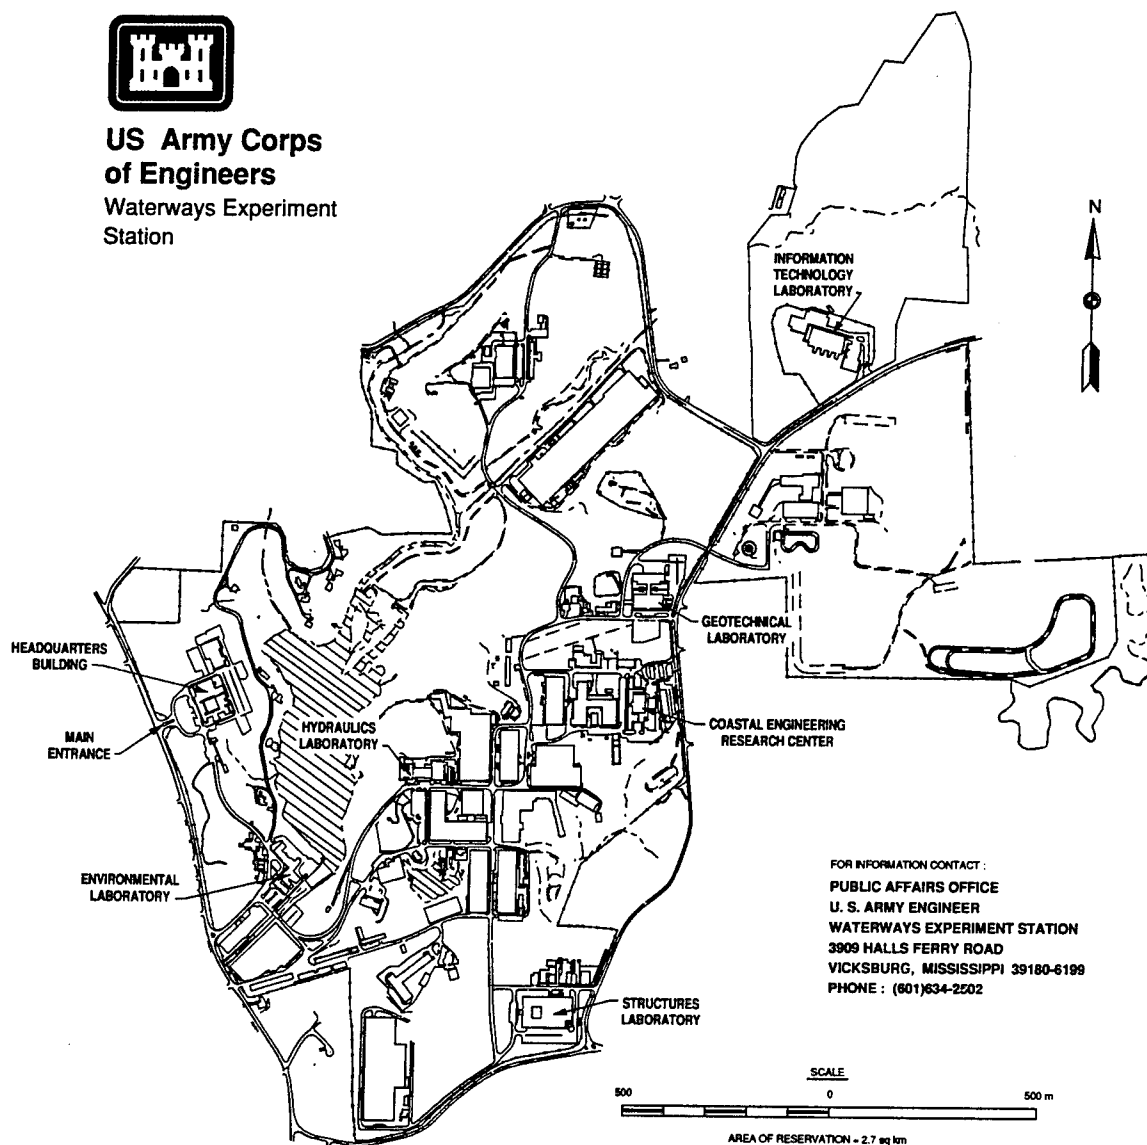 US Army Corps
of Engineers
Waterways Experiment
Station
N
INFORMATION
TECHNOLOGY
LABORATORY
GEOTECHNICAL
LABORATORY
HEADQUARTERS
BUILDING
MAIN
ENTRANCE
HYDRAULICS
LABORATORY
COASTAL ENGINEERING
RESEARCH CENTER
ENVIRONMENTAL
LABORATORY
STRUCTURES
LABORATORY
FOR INFORMATION CONTACT :
PUBLIC AFFAIRS OFFICE
U. S. ARMY ENGINEER
WATERWAYS EXPERIMENT STATION
3909 HALLS FERRY ROAD
VICKSBURG, MISSISSIPPI 39180-6199
PHONE : (601)634-2502
SCALE
500 0 500 m
AREA OF RESERVATION = 2.7 sq km